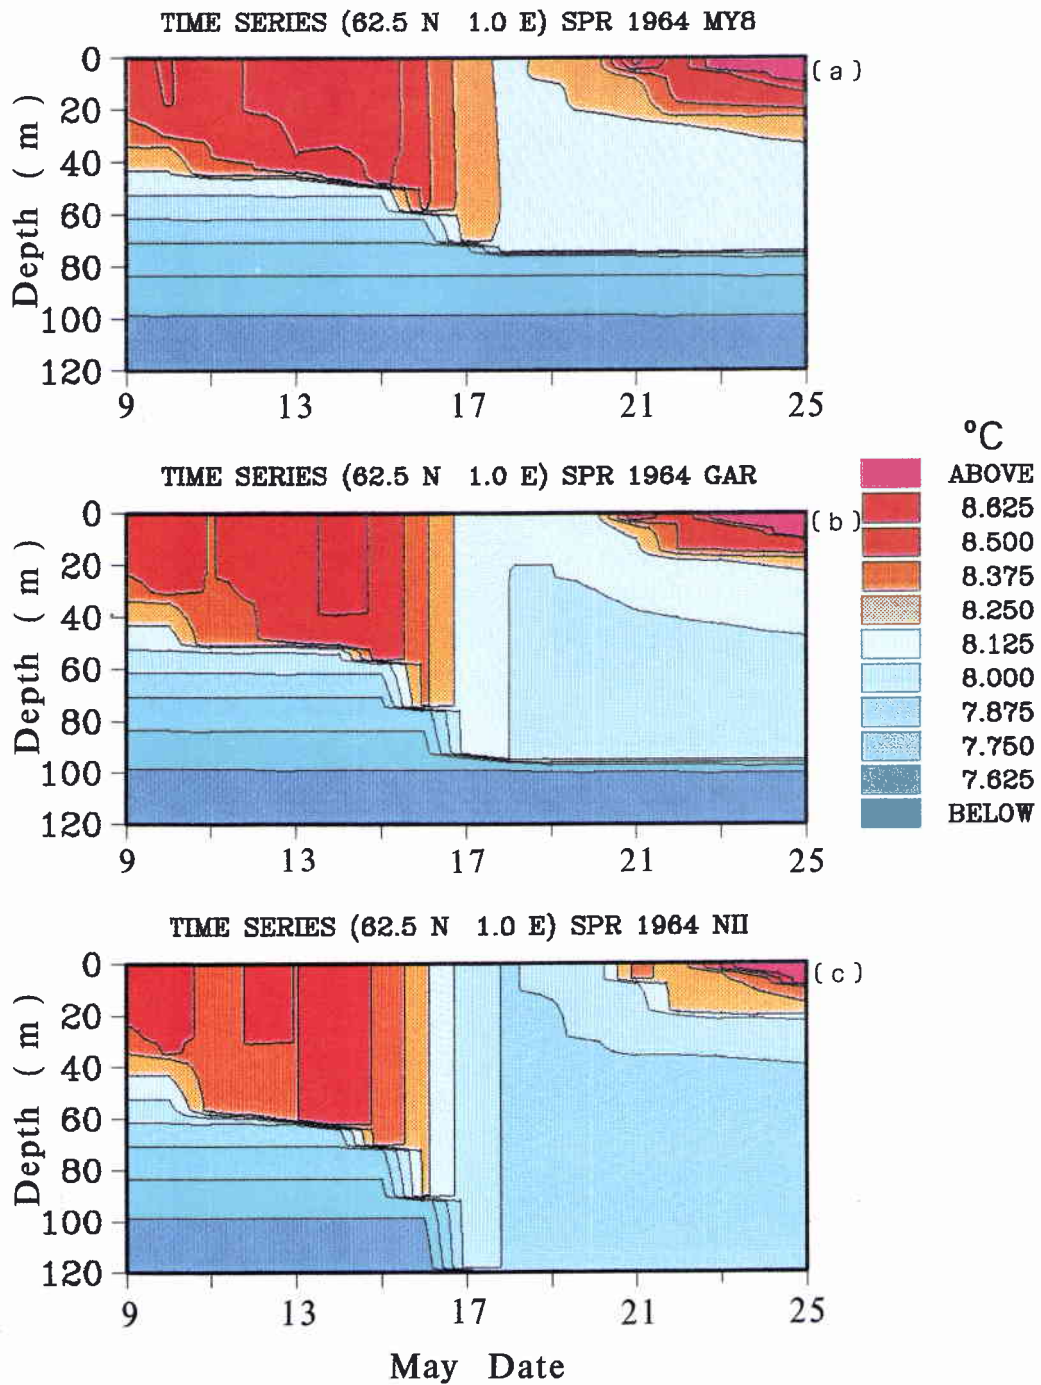 TIME SERIES (62.5 N 1.0 E) SPR 1964 MY8
(a)
Depth ( m )
0
20
40
60
80
100
120
9 13 17 21 25
TIME SERIES (62.5 N 1.0 E) SPR 1964 GAR
(b)
Depth ( m )
0
20
40
60
80
100
120
9 13 17 21 25
°C
ABOVE
8.625
8.500
8.375
8.250
8.125
8.000
7.875
7.750
7.625
BELOW
TIME SERIES (62.5 N 1.0 E) SPR 1964 NII
(c)
Depth ( m )
0
20
40
60
80
100
120
9 13 17 21 25
May Date